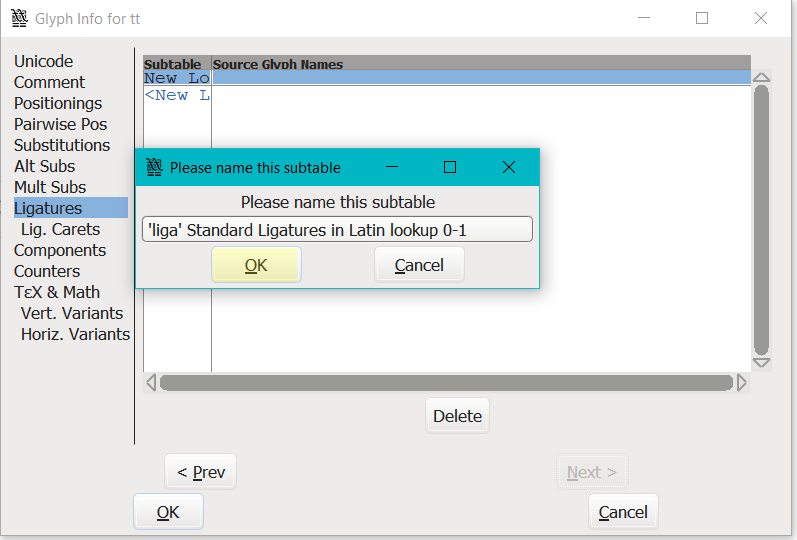 Glyph Info for tt
Unicode
Comment
Positionings
Pairwise Pos
Substitutions
Alt Subs
Mult Subs
Ligatures
Lig. Carets
Components
Counters
TεX & Math
Vert. Variants
Horiz. Variants
Subtable Source Glyph Names
New Lo
<New L
Please name this subtable
Please name this subtable
'liga' Standard Ligatures in Latin lookup 0-1
OK Cancel
Delete
< Prev Next >
OK Cancel